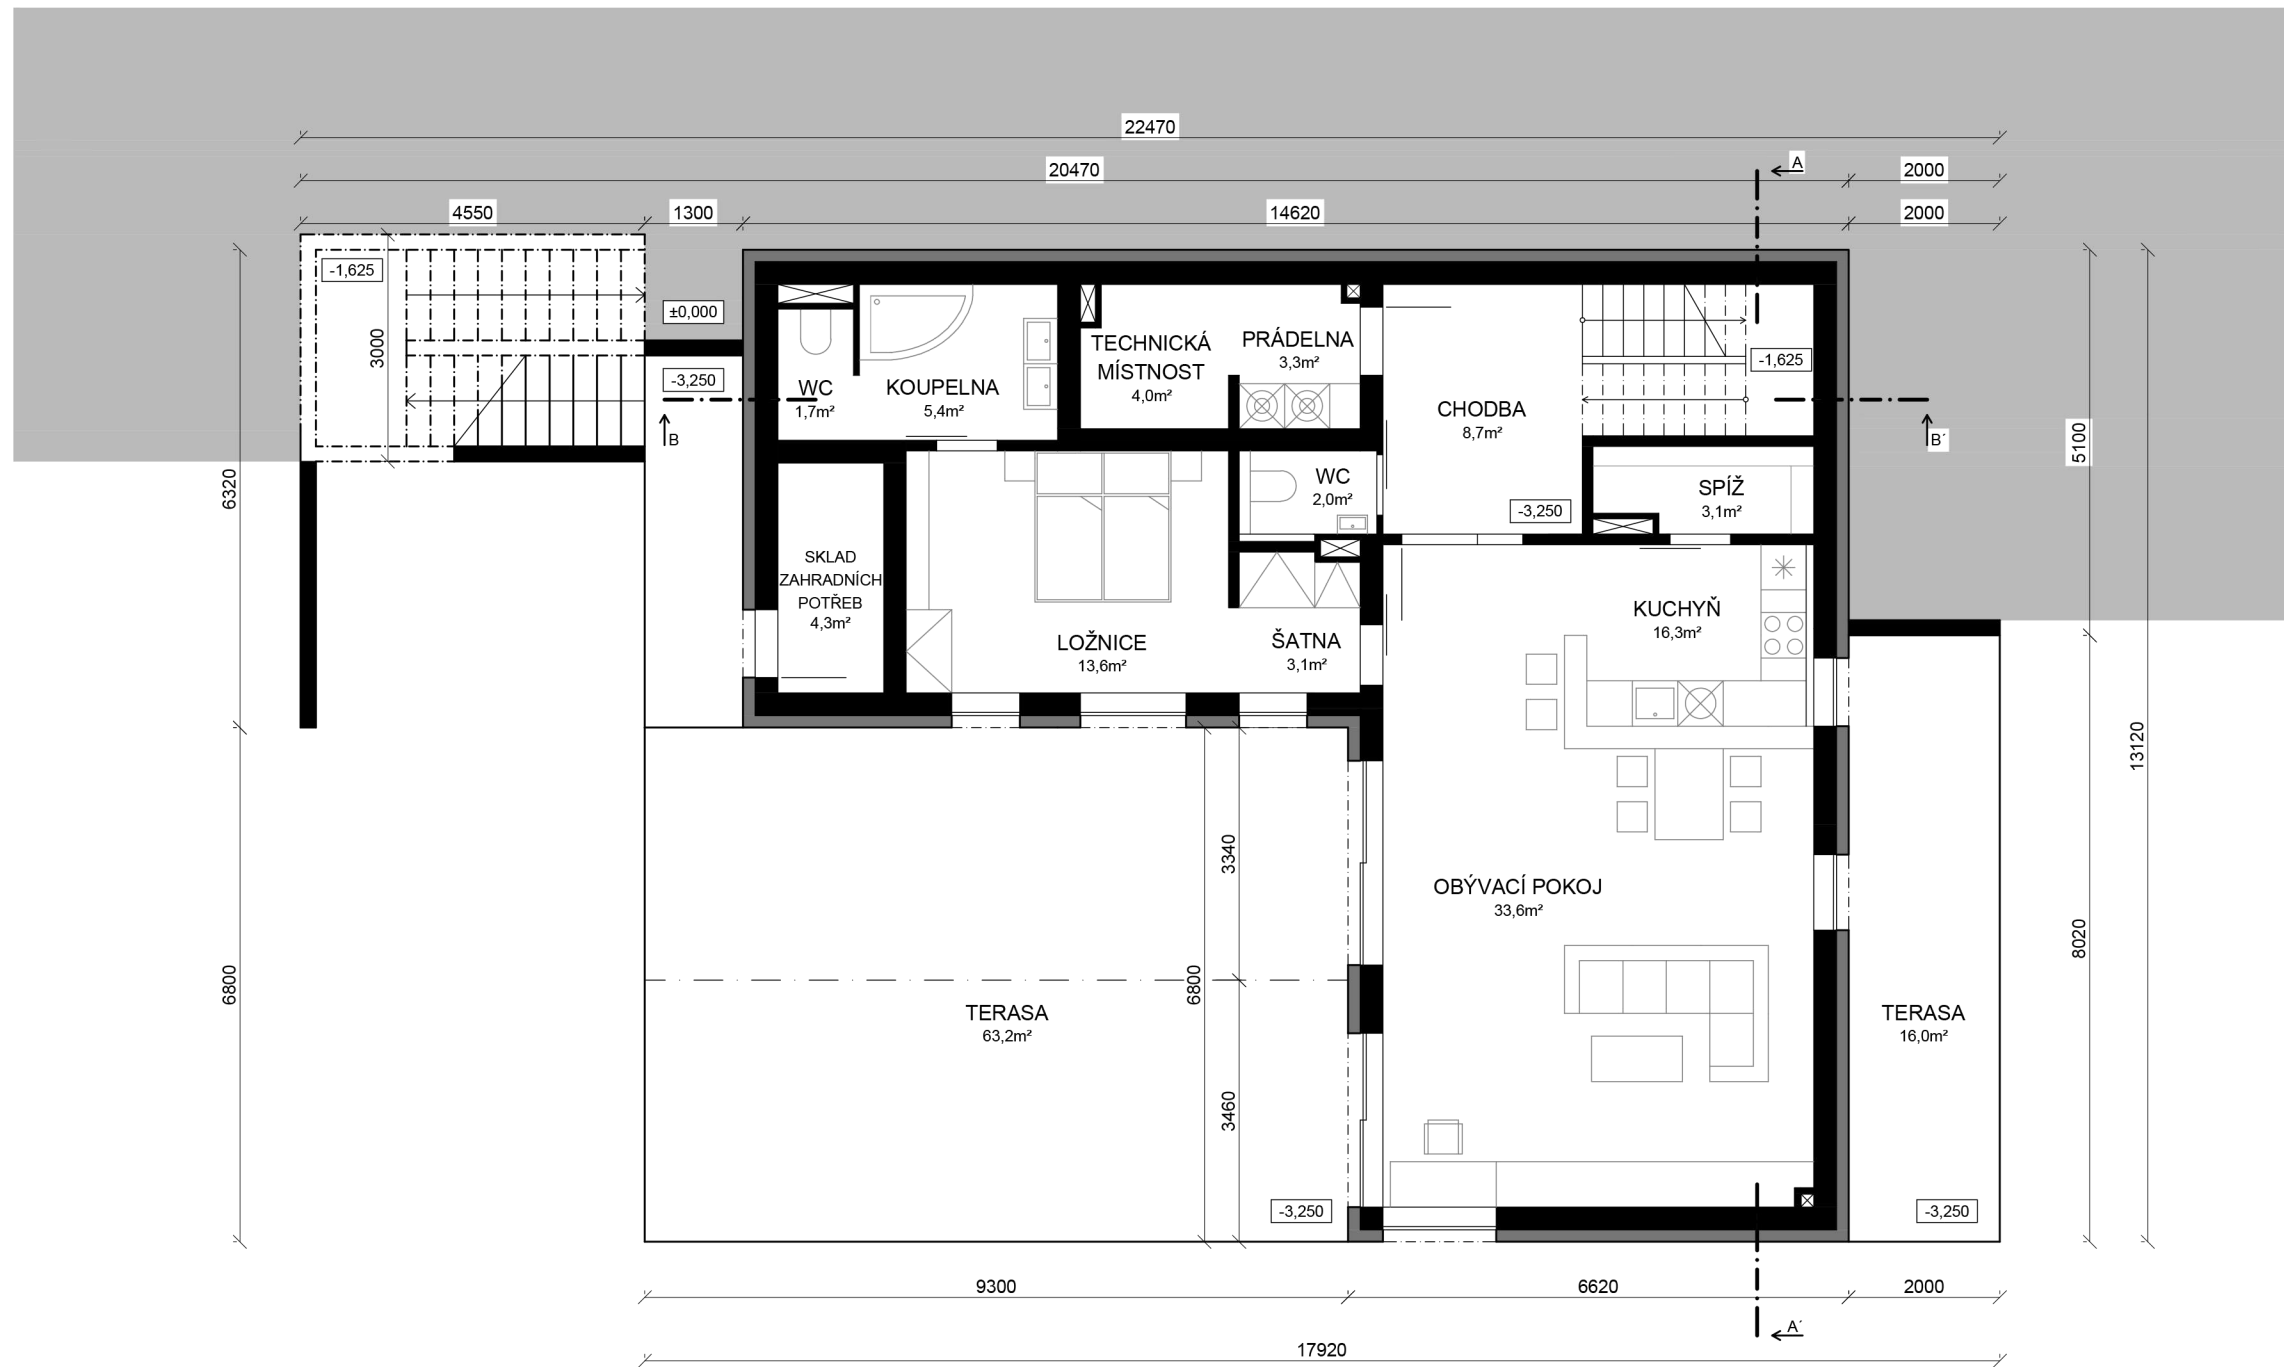 22470
A
20470
2000
4550
1300
14620
2000
-1,625
±0,000
3000
TECHNICKÁ
MÍSTNOST
4,0m²
PRÁDELNA
3,3m²
-1,625
-3,250
WC
1,7m²
KOUPELNA
5,4m²
CHODBA
8,7m²
B
B´
5100
6320
WC
2,0m²
SPÍŽ
3,1m²
-3,250
SKLAD
ZAHRADNÍCH
POTŘEB
4,3m²
LOŽNICE
13,6m²
ŠATNA
3,1m²
KUCHYŇ
16,3m²
13120
3340
OBÝVACÍ POKOJ
33,6m²
8020
6800
6800
TERASA
63,2m²
TERASA
16,0m²
3460
-3,250
-3,250
9300
6620
2000
A´
17920